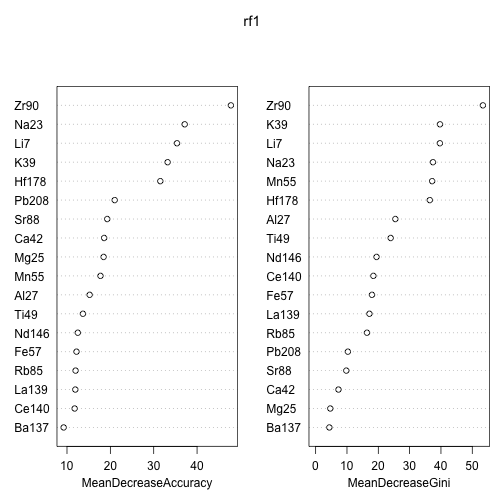 rf1
Zr90
Na23
Li7
K39
Hf178
Pb208
Sr88
Ca42
Mg25
Mn55
Al27
Ti49
Nd146
Fe57
Rb85
La139
Ce140
Ba137
10 20 30 40
MeanDecreaseAccuracy
Zr90
K39
Li7
Na23
Mn55
Hf178
Al27
Ti49
Nd146
Ce140
Fe57
La139
Rb85
Pb208
Sr88
Ca42
Mg25
Ba137
0 10 20 30 40 50
MeanDecreaseGini